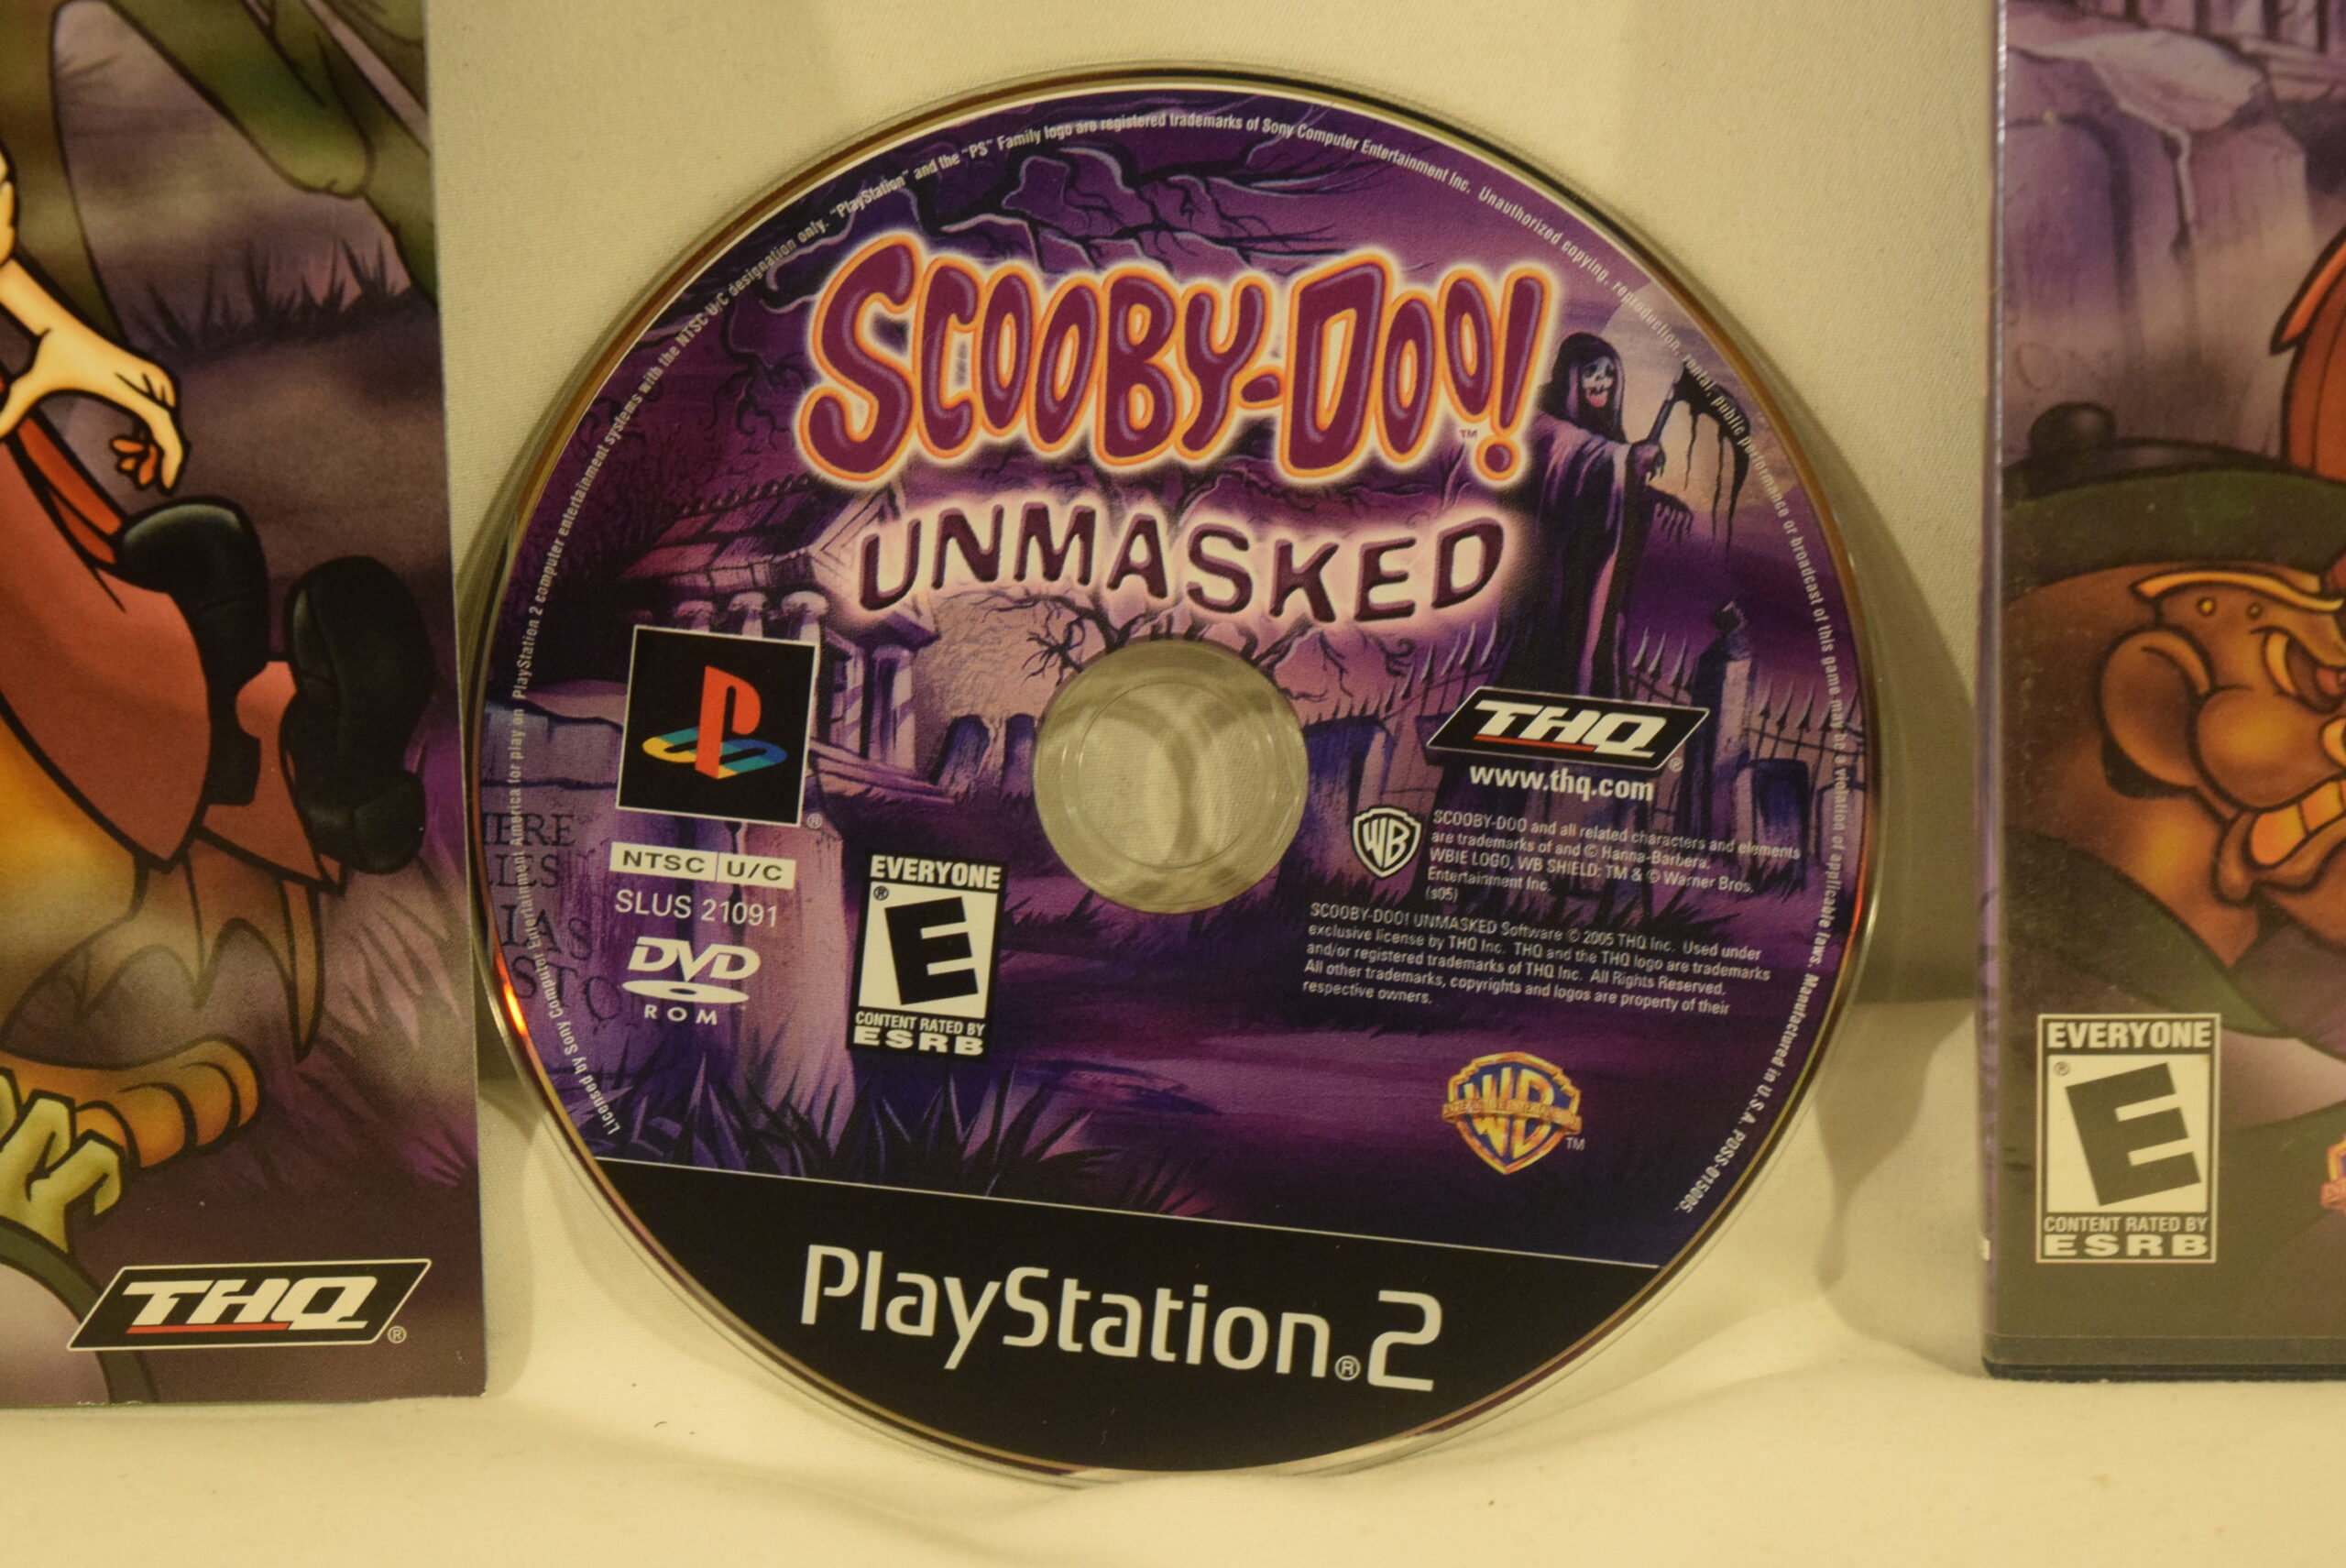 Licensed by Sony Computer Entertainment America for play on PlayStation 2 computer entertainment systems with the NTSC U/C designation only. "PlayStation" and the "PS" Family logo are registered trademarks of Sony Computer Entertainment Inc. Unauthorized copying, reproduction, rental, public performance or broadcast of this game may be a violation of applicable laws. Manufactured in U.S.A. PDSS-015085.
SCOOBY-DOO!
™
UNMASKED
THQ
®
www.thq.com
®
NTSC U/C
SLUS 21091
DVD
ROM
EVERYONE
®
E
CONTENT RATED BY
ESRB
WB
SCOOBY-DOO and all related characters and elements
are trademarks of and © Hanna-Barbera.
WBIE LOGO, WB SHIELD: TM & © Warner Bros.
Entertainment Inc.
(s05)
SCOOBY-DOO! UNMASKED Software © 2005 THQ Inc. Used under
exclusive license by THQ Inc. THQ and the THQ logo are trademarks
and/or registered trademarks of THQ Inc. All Rights Reserved.
All other trademarks, copyrights and logos are property of their
respective owners.
WB
TM
PlayStation®2
THQ
®
EVERYONE
®
E
CONTENT RATED BY
ESRB